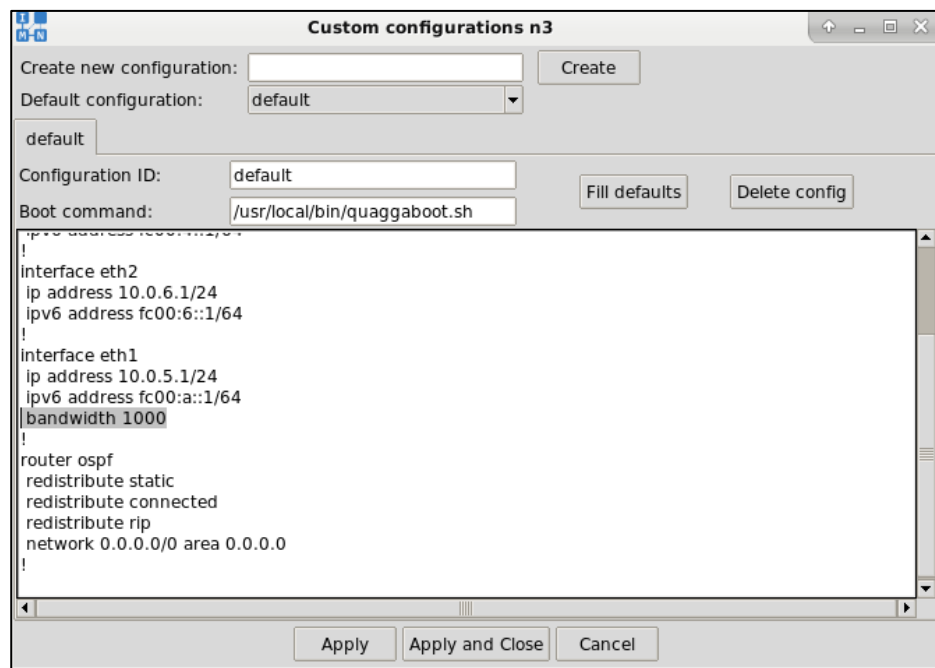 I
M-N
Custom configurations n3
Create new configuration:
Create
Default configuration: default
default
Configuration ID: default
Fill defaults
Delete config
Boot command: /usr/local/bin/quaggaboot.sh
!
interface eth2
ip address 10.0.6.1/24
ipv6 address fc00:6::1/64
!
interface eth1
ip address 10.0.5.1/24
ipv6 address fc00:a::1/64
bandwidth 1000
!
router ospf
redistribute static
redistribute connected
redistribute rip
network 0.0.0.0/0 area 0.0.0.0
!
Apply
Apply and Close
Cancel